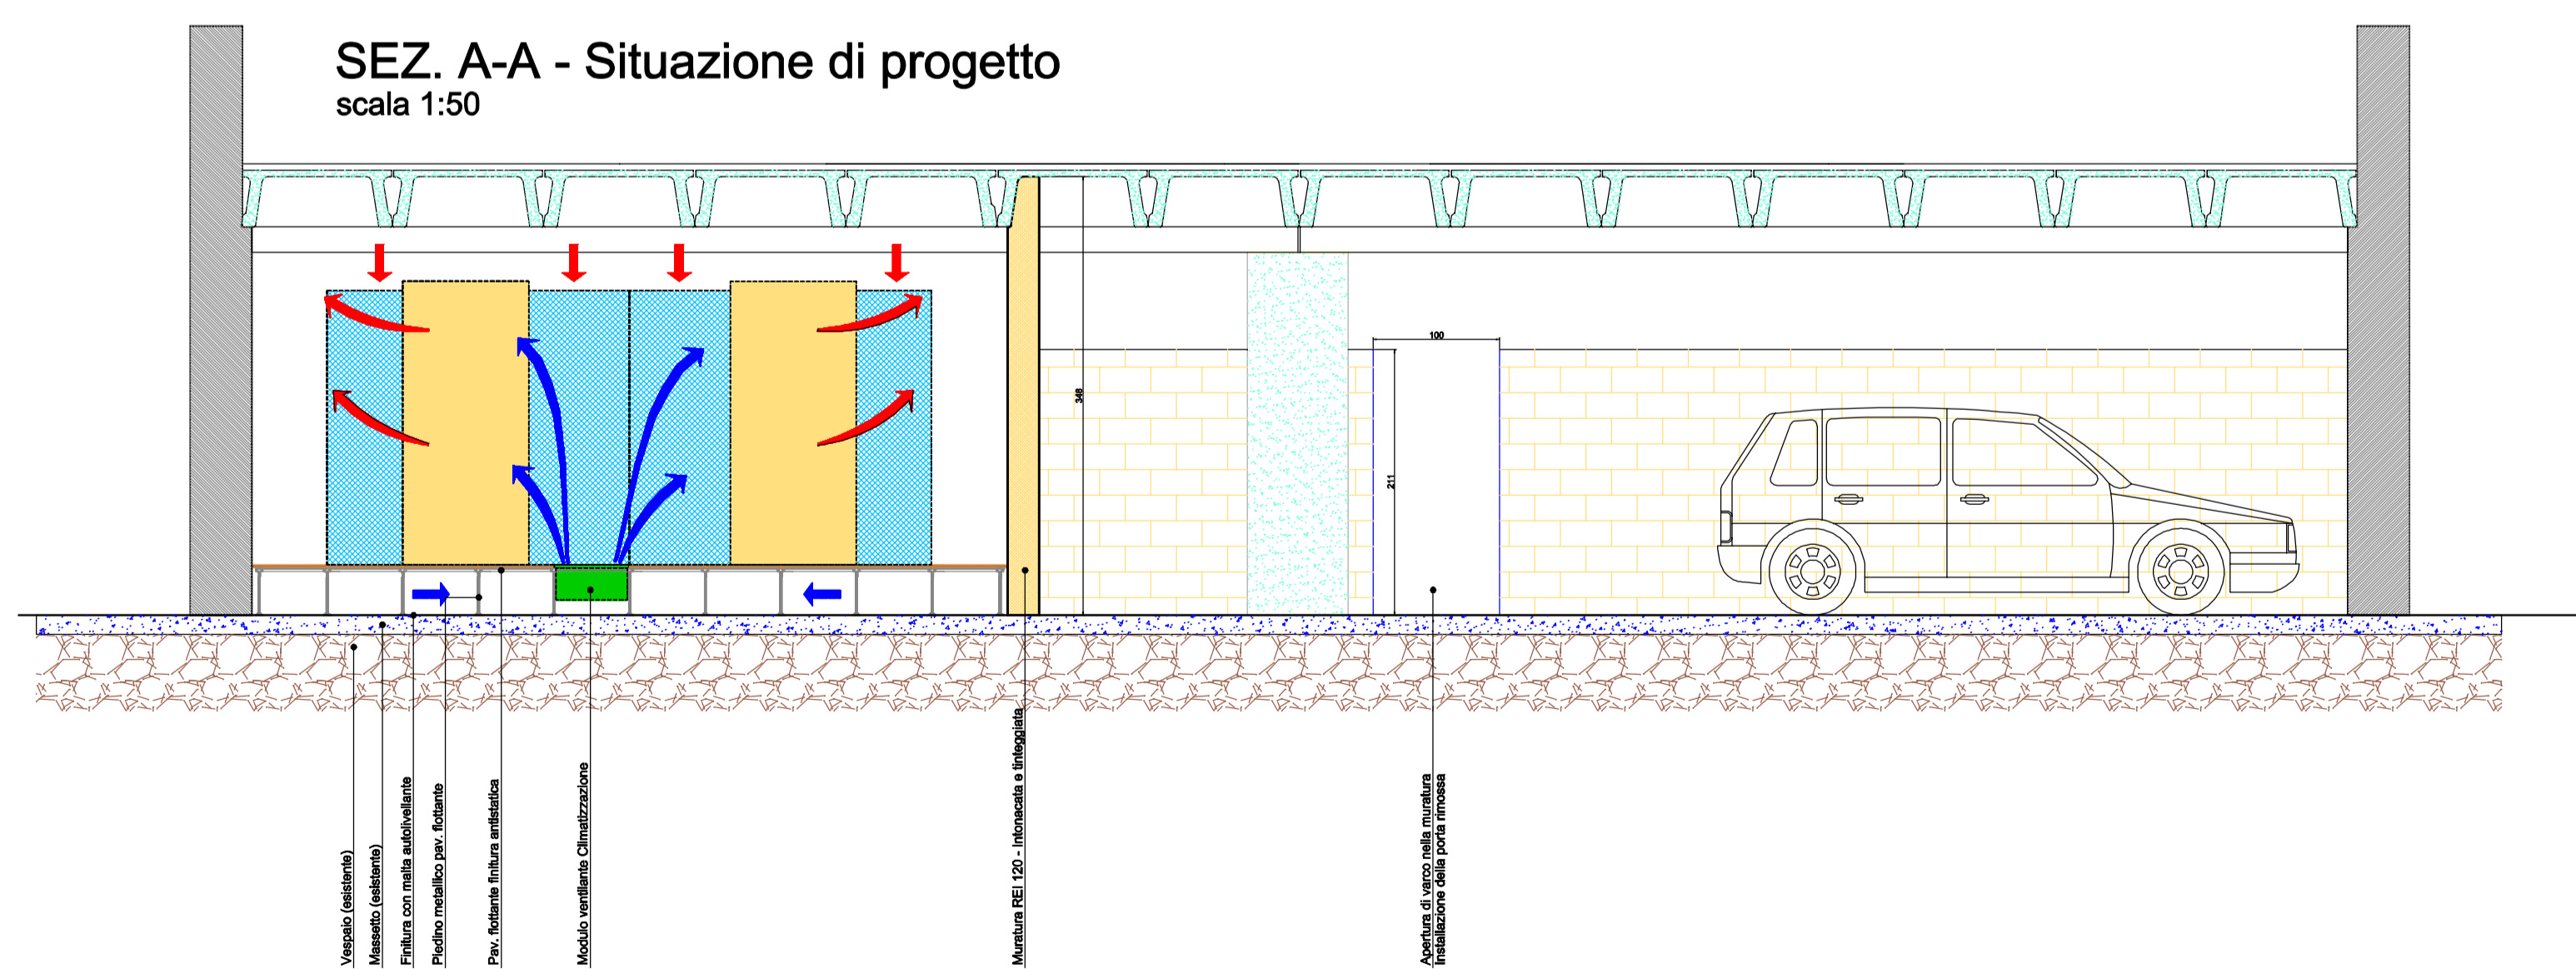 SEZ. A-A - Situazione di progetto
scala 1:50
100
348
211
Vespaio (esistente)
Massetto (esistente)
Finitura con malta autolivellante
Piedino metallico pav. flottante
Pav. flottante finitura antistatica
Modulo ventilante Climatizzazione
Muratura REI 120 - Intonacata e tinteggiata
Apertura di varco nella muratura
Installazione della porta rimossa